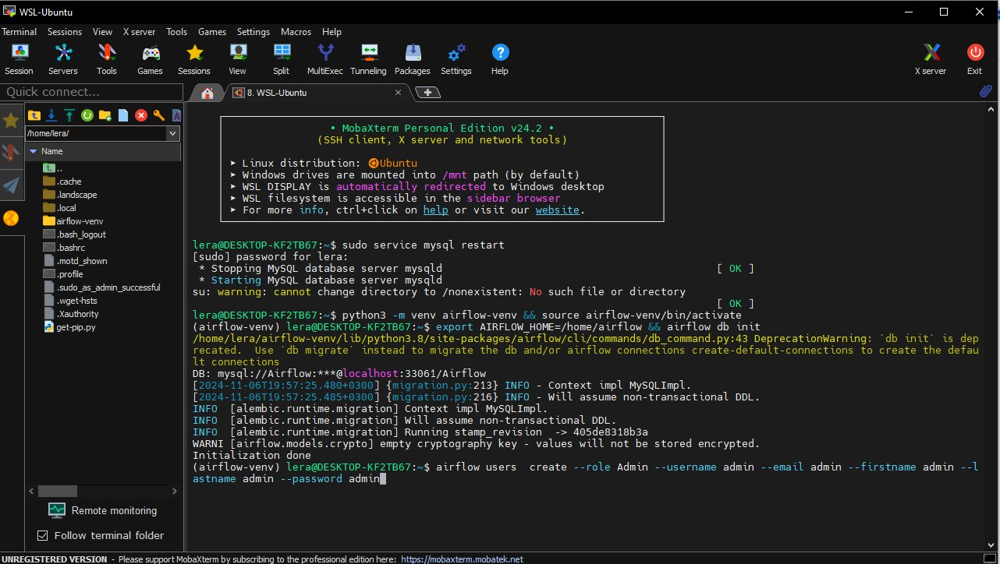 WSL-Ubuntu
Terminal Sessions View X server Tools Games Settings Macros Help
Session Servers Tools Games Sessions View Split MultiExec Tunneling Packages Settings Help X server Exit
Quick connect...
8. WSL-Ubuntu
/home/lera/
Name
..
.cache
.landscape
.local
airflow-venv
.bash_logout
.bashrc
.motd_shown
.profile
.sudo_as_admin_successful
.wget-hsts
.Xauthority
get-pip.py
Remote monitoring
Follow terminal folder
• MobaXterm Personal Edition v24.2 •
(SSH client, X server and network tools)
➤ Linux distribution: Ubuntu
➤ Windows drives are mounted into /mnt path (by default)
➤ WSL DISPLAY is automatically redirected to Windows desktop
➤ WSL filesystem is accessible in the sidebar browser
➤ For more info, ctrl+click on help or visit our website.
lera@DESKTOP-KF2TB67:~$ sudo service mysql restart
[sudo] password for lera:
* Stopping MySQL database server mysqld [ OK ]
* Starting MySQL database server mysqld
su: warning: cannot change directory to /nonexistent: No such file or directory
[ OK ]
lera@DESKTOP-KF2TB67:~$ python3 -m venv airflow-venv && source airflow-venv/bin/activate
(airflow-venv) lera@DESKTOP-KF2TB67:~$ export AIRFLOW_HOME=/home/airflow && airflow db init
/home/lera/airflow-venv/lib/python3.8/site-packages/airflow/cli/commands/db_command.py:43 DeprecationWarning: `db init` is dep
recated.  Use `db migrate` instead to migrate the db and/or airflow connections create-default-connections to create the defau
lt connections
DB: mysql://Airflow:***@localhost:33061/Airflow
[2024-11-06T19:57:25.480+0300] {migration.py:213} INFO - Context impl MySQLImpl.
[2024-11-06T19:57:25.485+0300] {migration.py:216} INFO - Will assume non-transactional DDL.
INFO  [alembic.runtime.migration] Context impl MySQLImpl.
INFO  [alembic.runtime.migration] Will assume non-transactional DDL.
INFO  [alembic.runtime.migration] Running stamp_revision  -> 405de8318b3a
WARNI [airflow.models.crypto] empty cryptography key - values will not be stored encrypted.
Initialization done
(airflow-venv) lera@DESKTOP-KF2TB67:~$ airflow users  create --role Admin --username admin --email admin --firstname admin --l
astname admin --password admin
UNREGISTERED VERSION - Please support MobaXterm by subscribing to the professional edition here: https://mobaxterm.mobatek.net